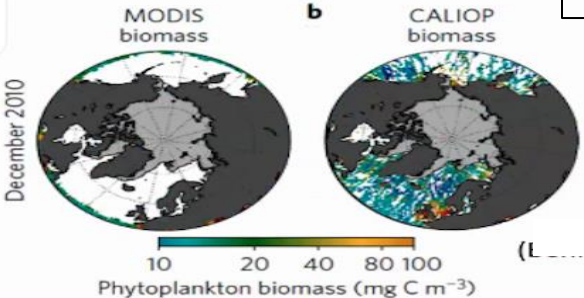 MODIS
biomass
b
CALIOP
biomass
December 2010
10 20 40 80 100
Phytoplankton biomass (mg C m⁻³)